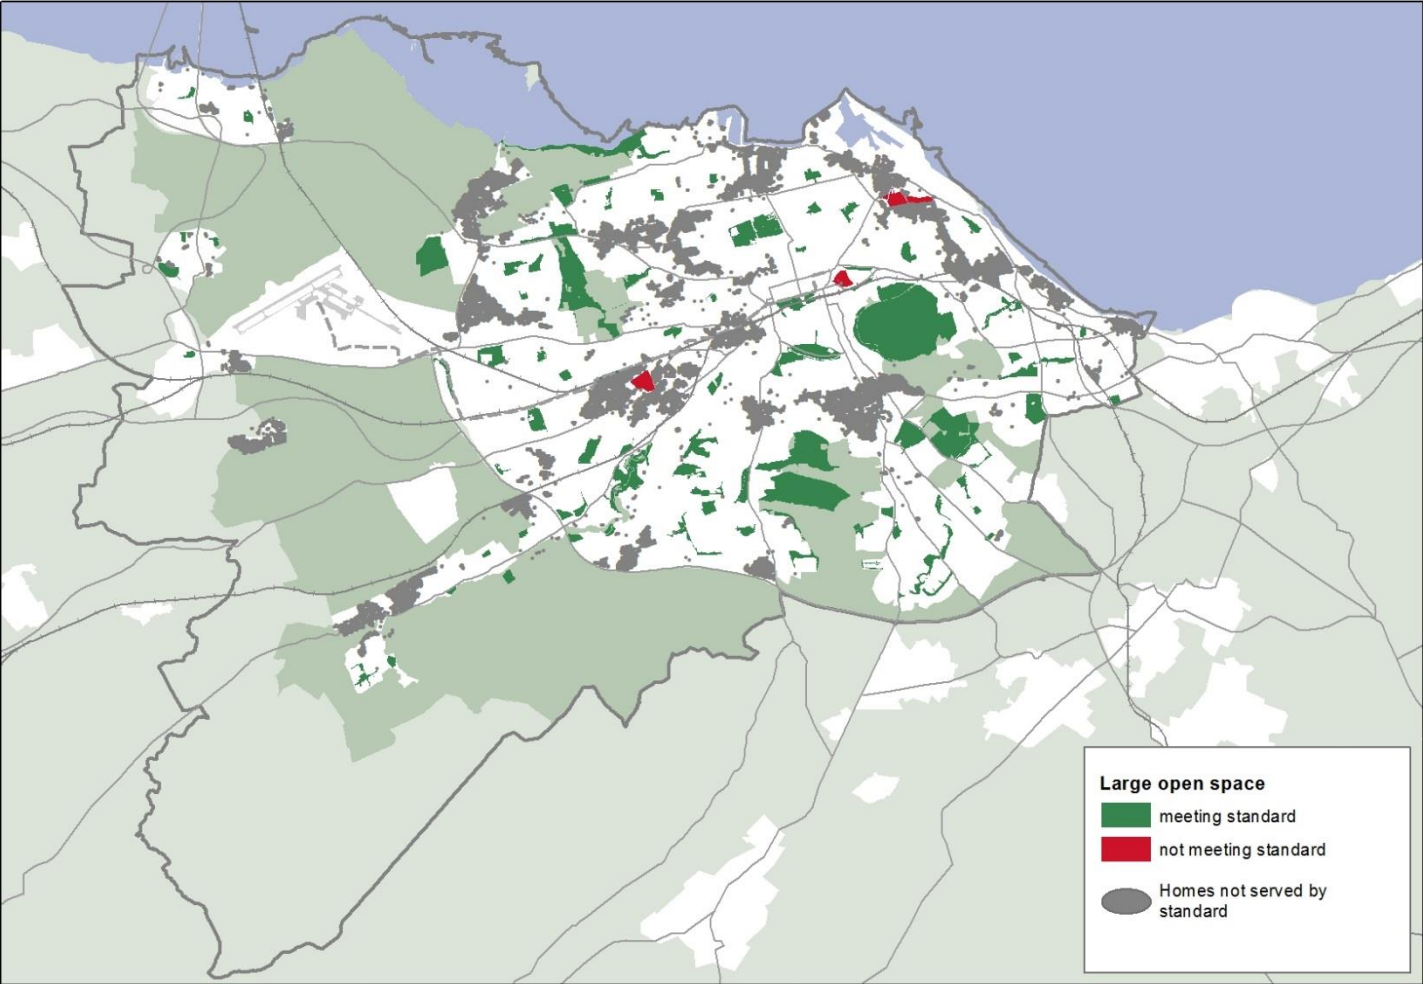 Large open space
meeting standard
not meeting standard
Homes not served by
standard